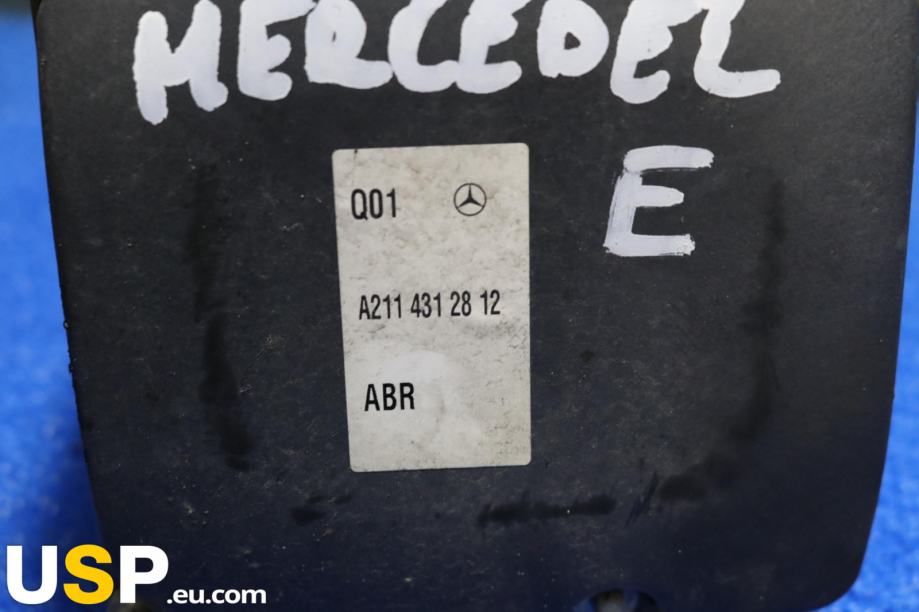 MERCEDEL
E
Q01
A211 431 28 12
ABR
USP.eu.com